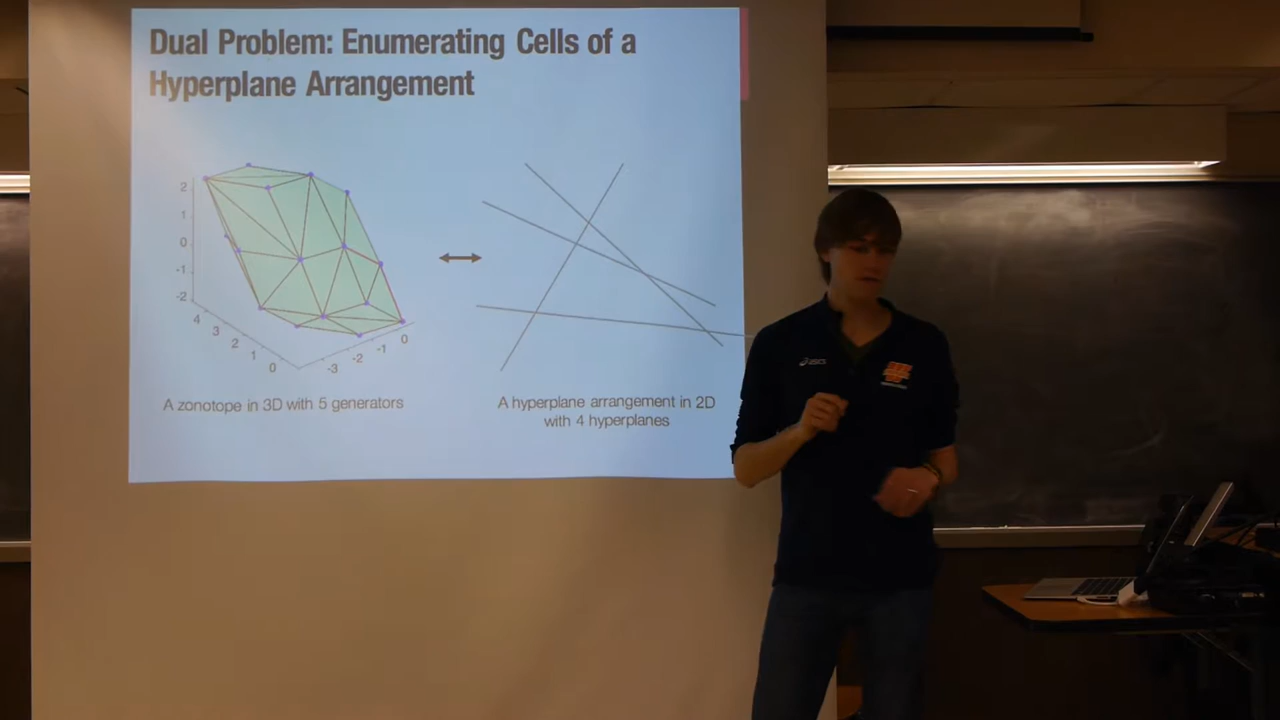 Dual Problem: Enumerating Cells of a
Hyperplane Arrangement
2
1
0
-1
-2
4
3
2
1
0
-3
-2
-1
0
A zonotope in 3D with 5 generators
A hyperplane arrangement in 2D
with 4 hyperplanes
asics